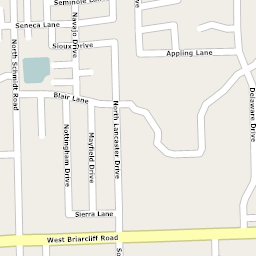 Seminole Lane
Seneca Lane
Navajo Drive
Sioux Drive
Appling Lane
North Schmidt Road
Blair Lane
Delaware Drive
North Lancaster Drive
Nottingham Drive
Mayfield Drive
Sierra Lane
West Briarcliff Road